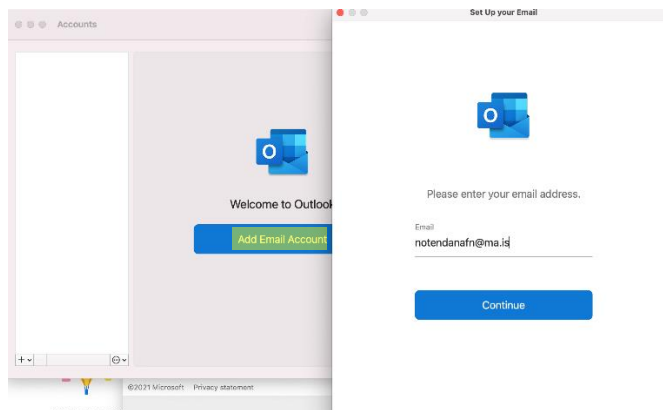 Accounts
Welcome to Outlook
Add Email Account
©2021 Microsoft Privacy statement
Set Up your Email
Please enter your email address.
Email
notendanafn@ma.is
Continue